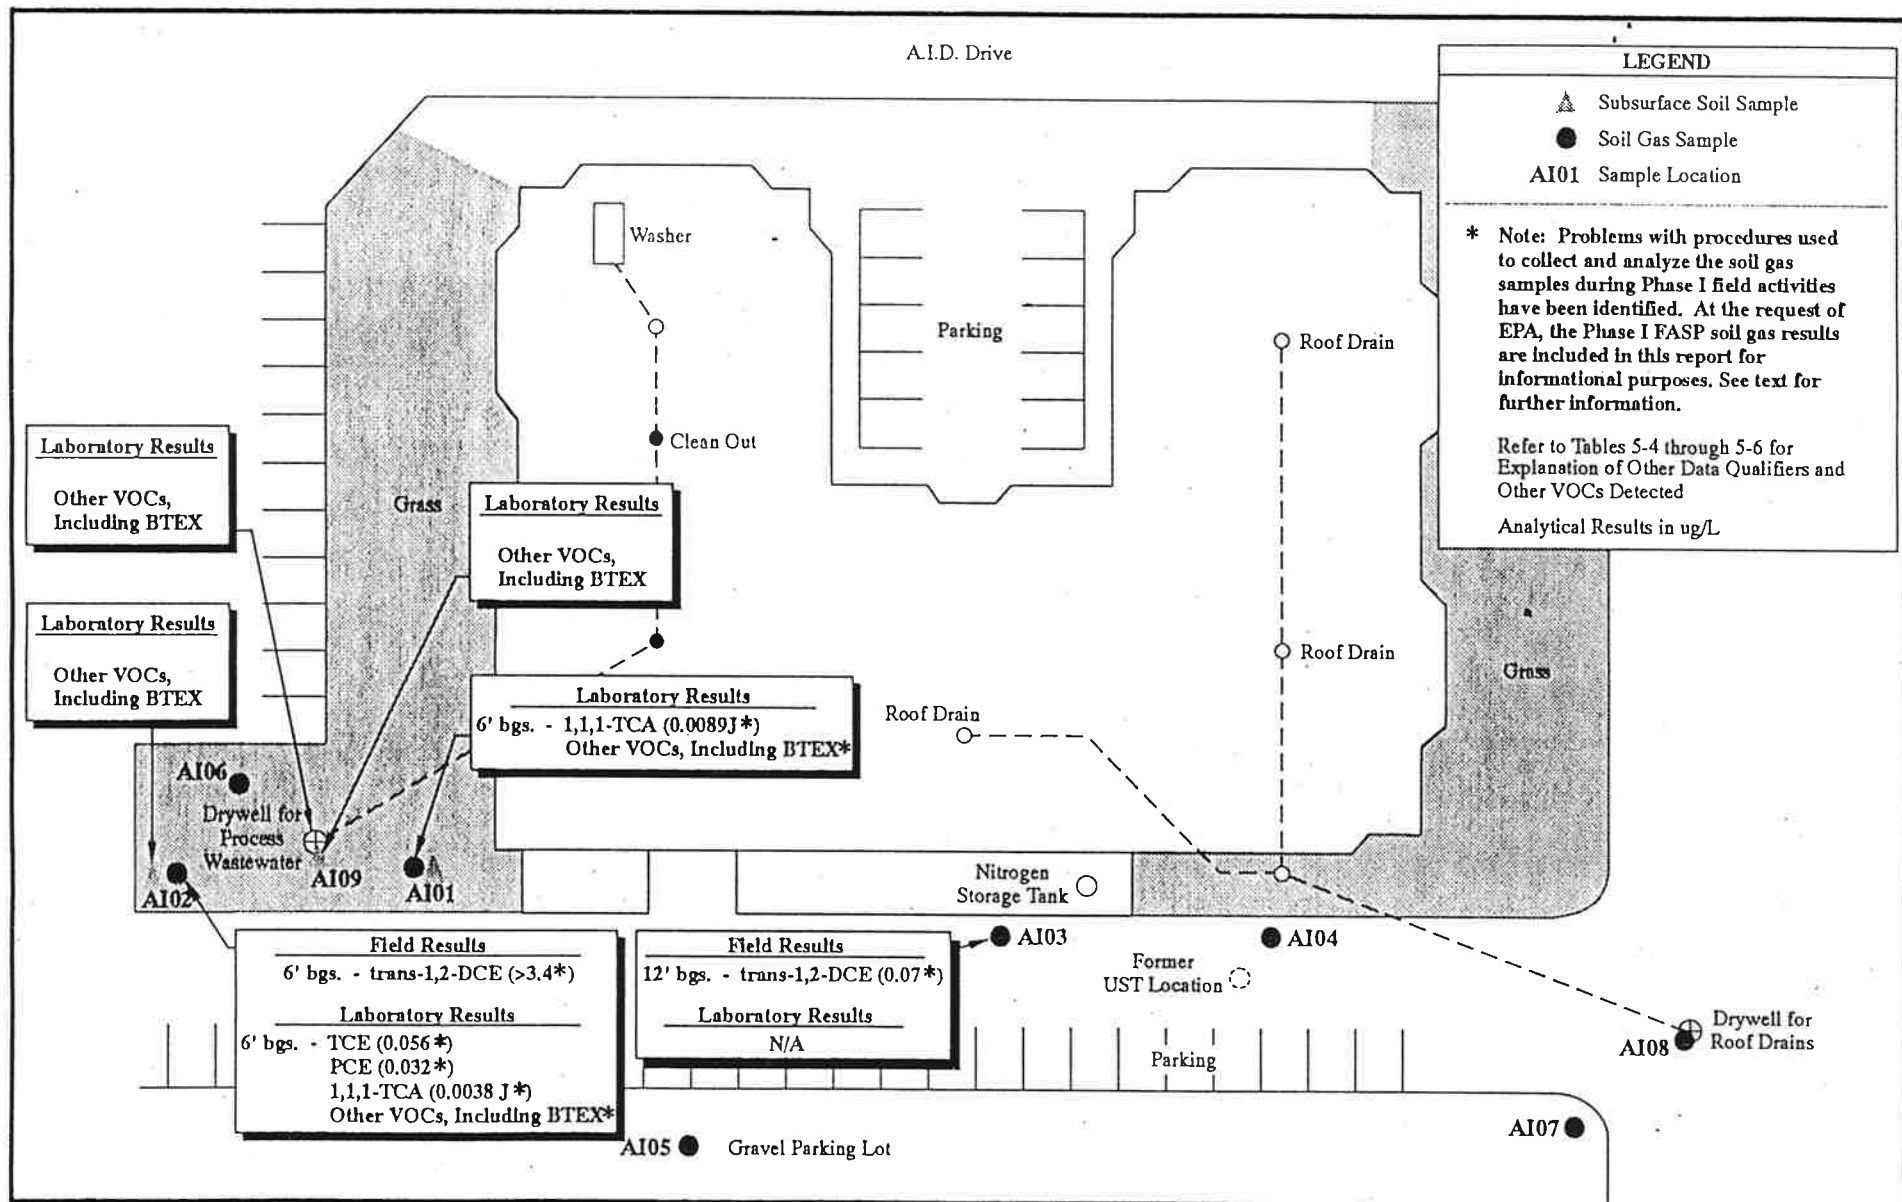 A.I.D. Drive
LEGEND
Subsurface Soil Sample
Soil Gas Sample
AI01 Sample Location
* Note: Problems with procedures used
to collect and analyze the soil gas
samples during Phase I field activities
have been identified. At the request of
EPA, the Phase I FASP soil gas results
are included in this report for
informational purposes. See text for
further information.
Refer to Tables 5-4 through 5-6 for
Explanation of Other Data Qualifiers and
Other VOCs Detected
Analytical Results in ug/L
Washer
Parking
Roof Drain
Clean Out
Laboratory Results
Other VOCs,
Including BTEX
Grass
Laboratory Results
Other VOCs,
Including BTEX
Laboratory Results
Other VOCs,
Including BTEX
Roof Drain
Grass
Laboratory Results
6' bgs. - 1,1,1-TCA (0.0089J*)
Other VOCs, Including BTEX*
Roof Drain
AI06
Drywell for
Process
Wastewater
AI09
AI01
AI02
Nitrogen
Storage Tank
Field Results
6' bgs. - trans-1,2-DCE (>3.4*)
Laboratory Results
6' bgs. - TCE (0.056*)
PCE (0.032*)
1,1,1-TCA (0.0038 J*)
Other VOCs, Including BTEX*
Field Results
12' bgs. - trans-1,2-DCE (0.07*)
Laboratory Results
N/A
AI03
AI04
Former
UST Location
Parking
Drywell for
Roof Drains
AI08
AI07
AI05
Gravel Parking Lot